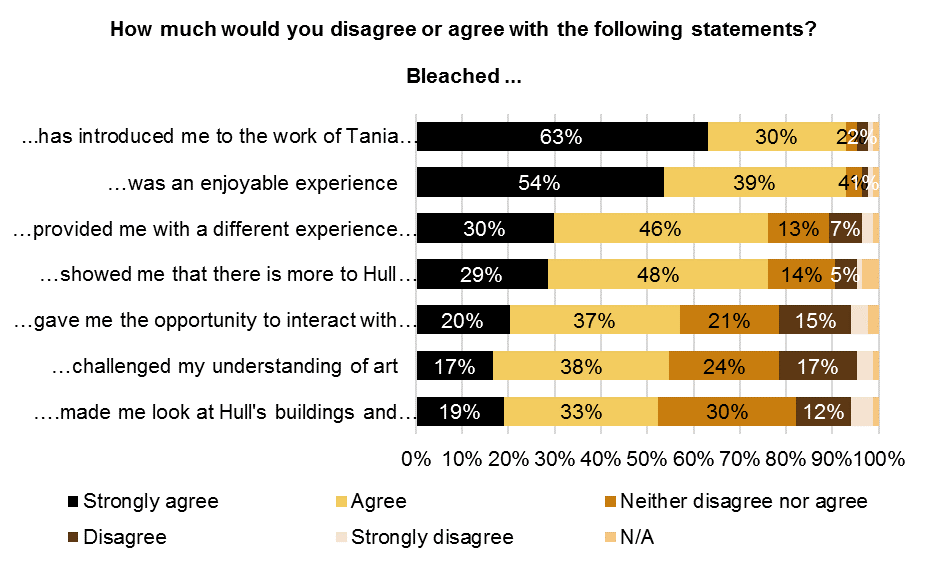 How much would you disagree or agree with the following statements?
Bleached ...
...has introduced me to the work of Tania… 63% 30% 2% 2%
…was an enjoyable experience 54% 39% 4% 1%
…provided me with a different experience… 30% 46% 13% 7%
…showed me that there is more to Hull… 29% 48% 14% 5%
…gave me the opportunity to interact with… 20% 37% 21% 15%
…challenged my understanding of art 17% 38% 24% 17%
….made me look at Hull's buildings and… 19% 33% 30% 12%
0% 10% 20% 30% 40% 50% 60% 70% 80% 90% 100%
Strongly agree Agree Neither disagree nor agree
Disagree Strongly disagree N/A